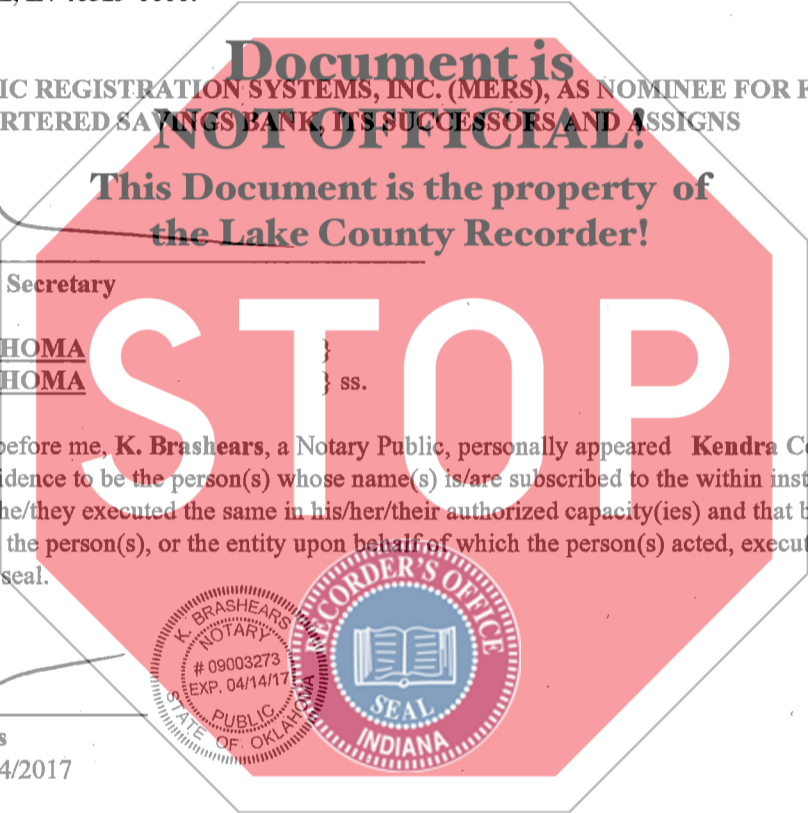 Document is
IC REGISTRATION SYSTEMS, INC. (MERS), AS NOMINEE FOR F
NOT OFFICIAL!
RTERED SAVINGS BANK, ITS SUCCESSORS AND ASSIGNS
This Document is the property of
the Lake County Recorder!
Secretary
HOMA }
HOMA } ss.
STOP
before me, K. Brashears, a Notary Public, personally appeared Kendra C
idence to be the person(s) whose name(s) is/are subscribed to the within inst
he/they executed the same in his/her/their authorized capacity(ies) and that b
the person(s), or the entity upon behalf of which the person(s) acted, execut
seal.
K. BRASHEARS
NOTARY
# 09003273
EXP. 04/14/17
PUBLIC
STATE OF OKLAHOMA
RECORDER'S OFFICE
SEAL
INDIANA
s
4/2017